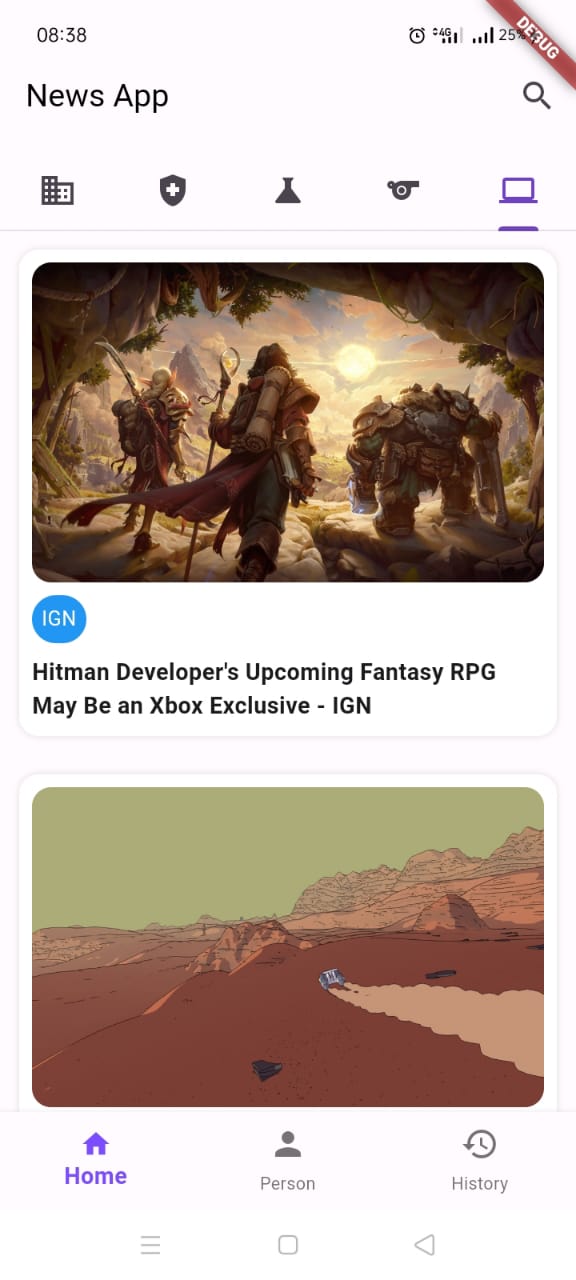 08:38
4G
25%
DEBUG
News App
IGN
Hitman Developer's Upcoming Fantasy RPG
May Be an Xbox Exclusive - IGN
Home
Person
History